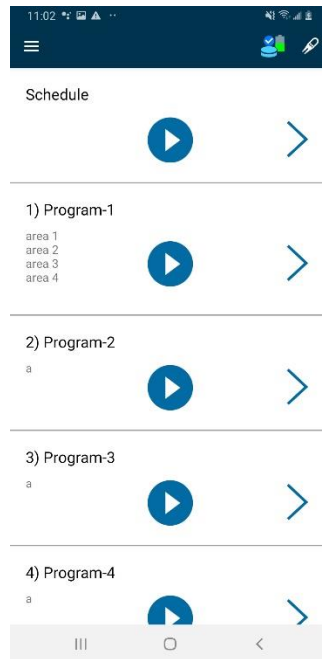 11:02
Schedule
1) Program-1
area 1
area 2
area 3
area 4
2) Program-2
a
3) Program-3
a
4) Program-4
a